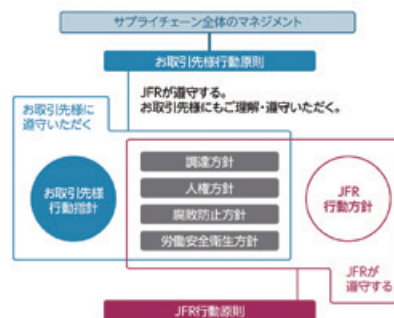 サプライチェーン全体のマネジメント
お取引先様行動原則
JFRが遵守する。
お取引先様にもご理解・遵守いただく。
お取引先様に
遵守いただく
お取引先様
行動指針
調達方針
人権方針
腐敗防止方針
労働安全衛生方針
JFR
行動方針
JFRが
遵守する
JFR行動原則